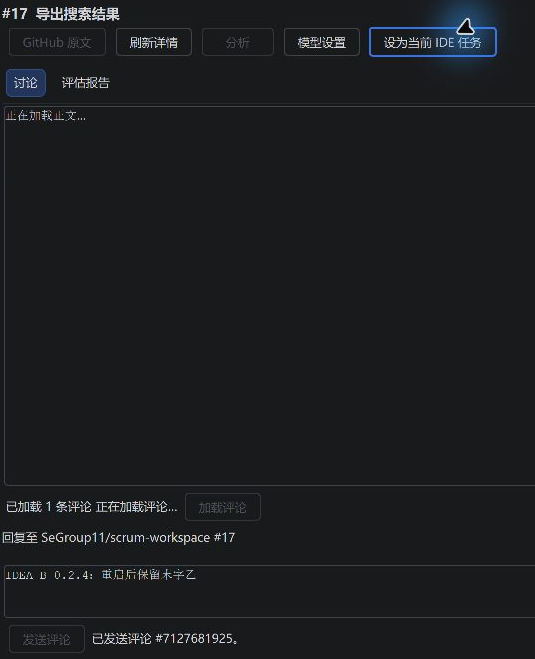 #17 导出搜索结果
GitHub 原文 刷新详情 分析 模型设置 设为当前 IDE 任务
讨论 评估报告
正在加载正文...
已加载 1 条评论 正在加载评论... 加载评论
回复至 SeGroup11/scrum-workspace #17
IDEA B 0.2.4: 重启后保留未字乙
发送评论 已发送评论 #7127681925。